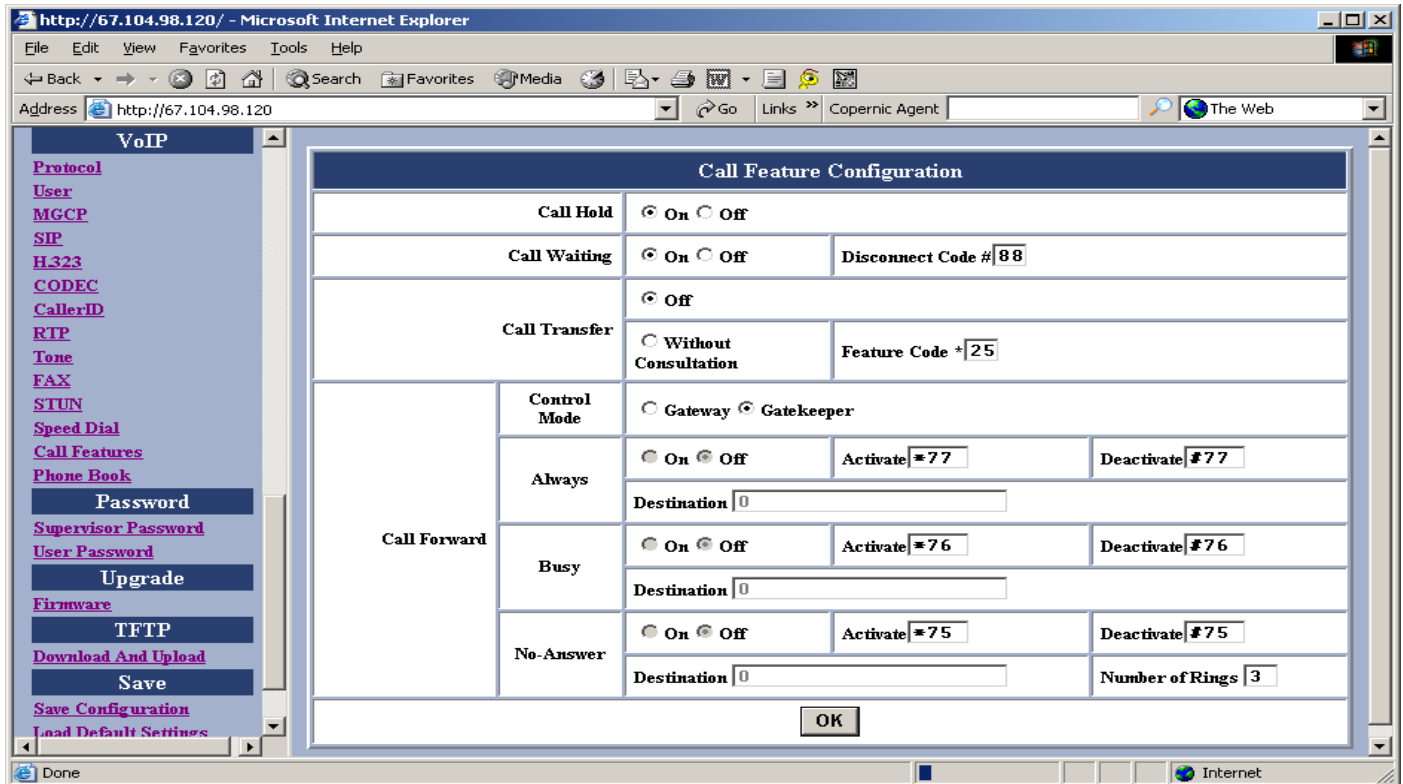 http://67.104.98.120/ - Microsoft Internet Explorer
File Edit View Favorites Tools Help
Back Search Favorites Media
Address http://67.104.98.120 Go Links » Copernic Agent The Web
VoIP
Protocol
User
MGCP
SIP
H.323
CODEC
CallerID
RTP
Tone
FAX
STUN
Speed Dial
Call Features
Phone Book
Password
Supervisor Password
User Password
Upgrade
Firmware
TFTP
Download And Upload
Save
Save Configuration
Load Default Settings
Call Feature Configuration
Call Hold On Off
Call Waiting On Off Disconnect Code # 88
Call Transfer
Off
Without
Consultation
Feature Code * 25
Call Forward
Control
Mode
Gateway Gatekeeper
Always
On Off Activate *77 Deactivate #77
Destination 0
Busy
On Off Activate *76 Deactivate #76
Destination 0
No-Answer
On Off Activate *75 Deactivate #75
Destination 0 Number of Rings 3
OK
Done Internet